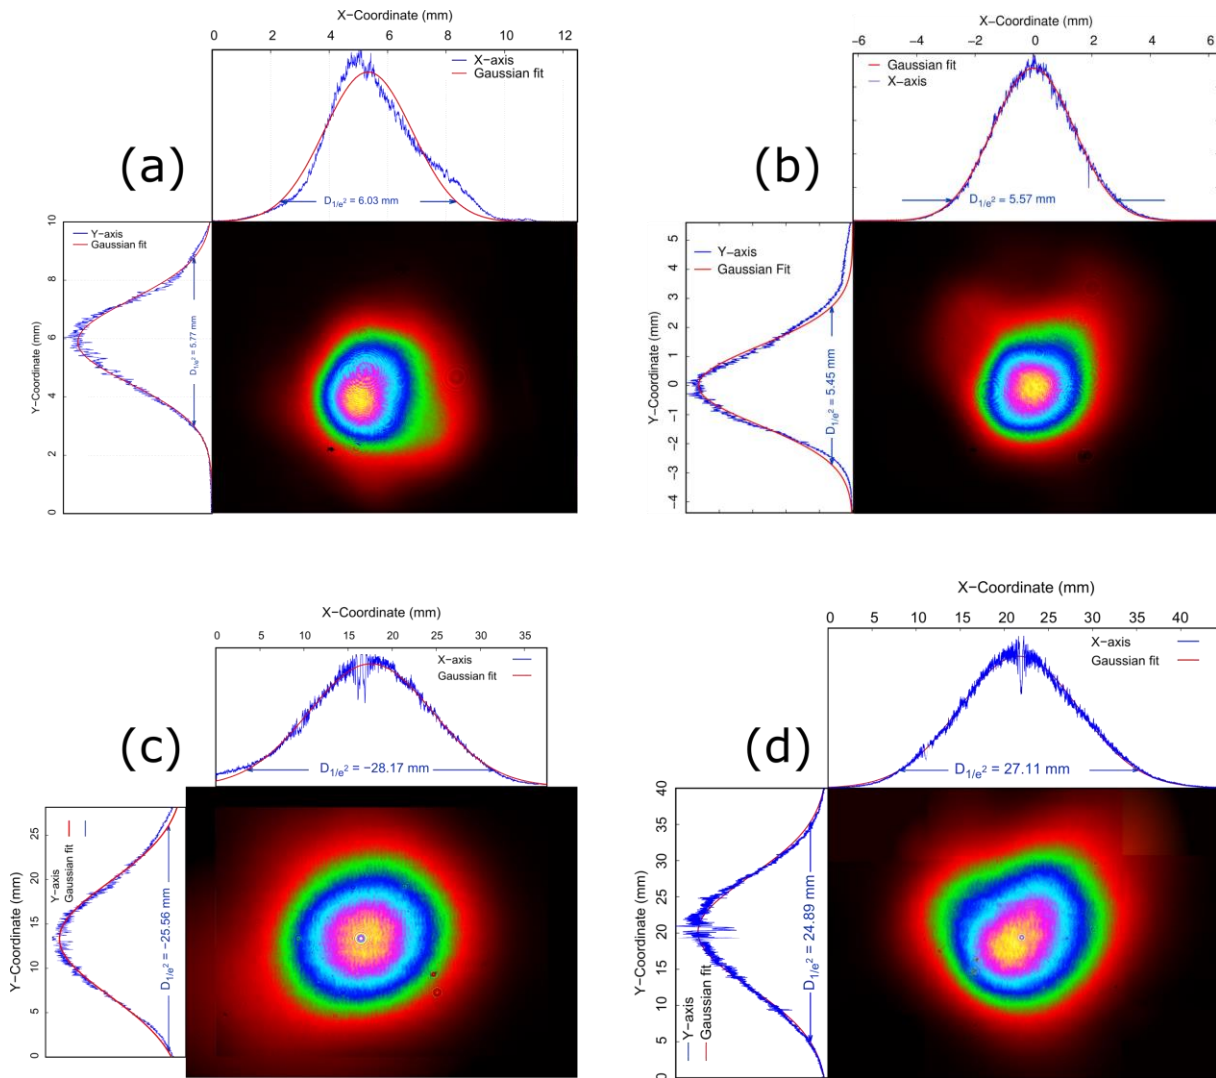 X−Coordinate (mm)
0 2 4 6 8 10 12
X−axis
Gaussian fit
(a)
D1/e² = 6.03 mm
Y−axis
Gaussian fit
Y−Coordinate (mm)
10
8
6
4
2
0
D1/e² = 5.77 mm
X−Coordinate (mm)
−6 −4 −2 0 2 4 6
Gaussian fit
X−axis
(b)
D1/e² = 5.57 mm
Y−axis
Gaussian Fit
Y−Coordinate (mm)
5
4
3
2
1
0
−1
−2
−3
−4
D1/e² = 5.45 mm
X−Coordinate (mm)
0 5 10 15 20 25 30 35
X−axis
Gaussian fit
(c)
D1/e² = −28.17 mm
Y−axis
Gaussian fit
Y−Coordinate (mm)
25
20
15
10
5
0
D1/e² = −25.56 mm
X−Coordinate (mm)
0 5 10 15 20 25 30 35 40
X−axis
Gaussian fit
(d)
D1/e² = 27.11 mm
Y−Coordinate (mm)
40
35
30
25
20
15
10
5
0
D1/e² = 24.89 mm
Y−axis
Gaussian fit